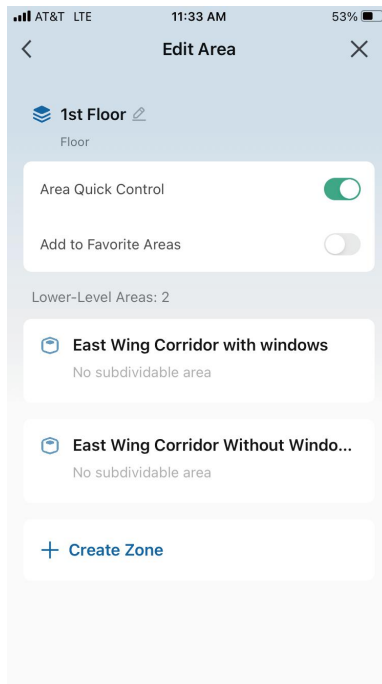 AT&T LTE 11:33 AM 53%
Edit Area
1st Floor
Floor
Area Quick Control
Add to Favorite Areas
Lower-Level Areas: 2
East Wing Corridor with windows
No subdividable area
East Wing Corridor Without Windo...
No subdividable area
+ Create Zone